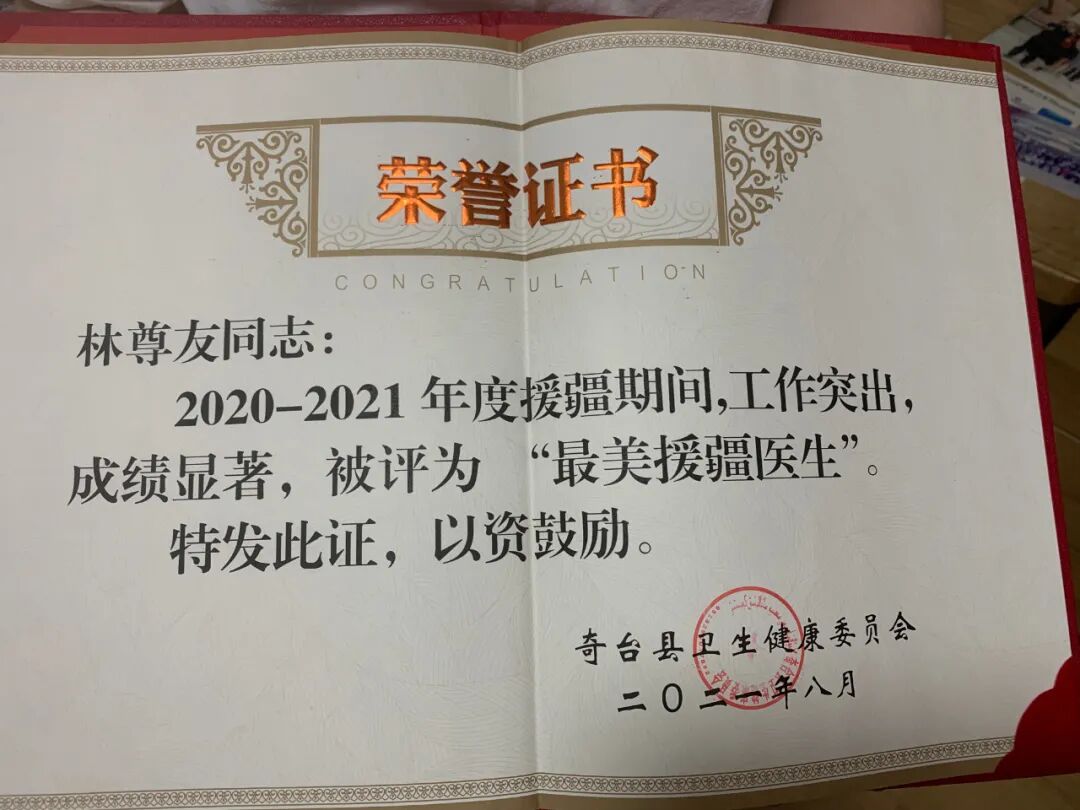 荣誉证书
CONGRATULATION
林尊友同志：
2020-2021 年度援疆期间,工作突出，
成绩显著，被评为 “最美援疆医生”。
特发此证，以资鼓励。
奇台县卫生健康委员会
二〇二一年八月